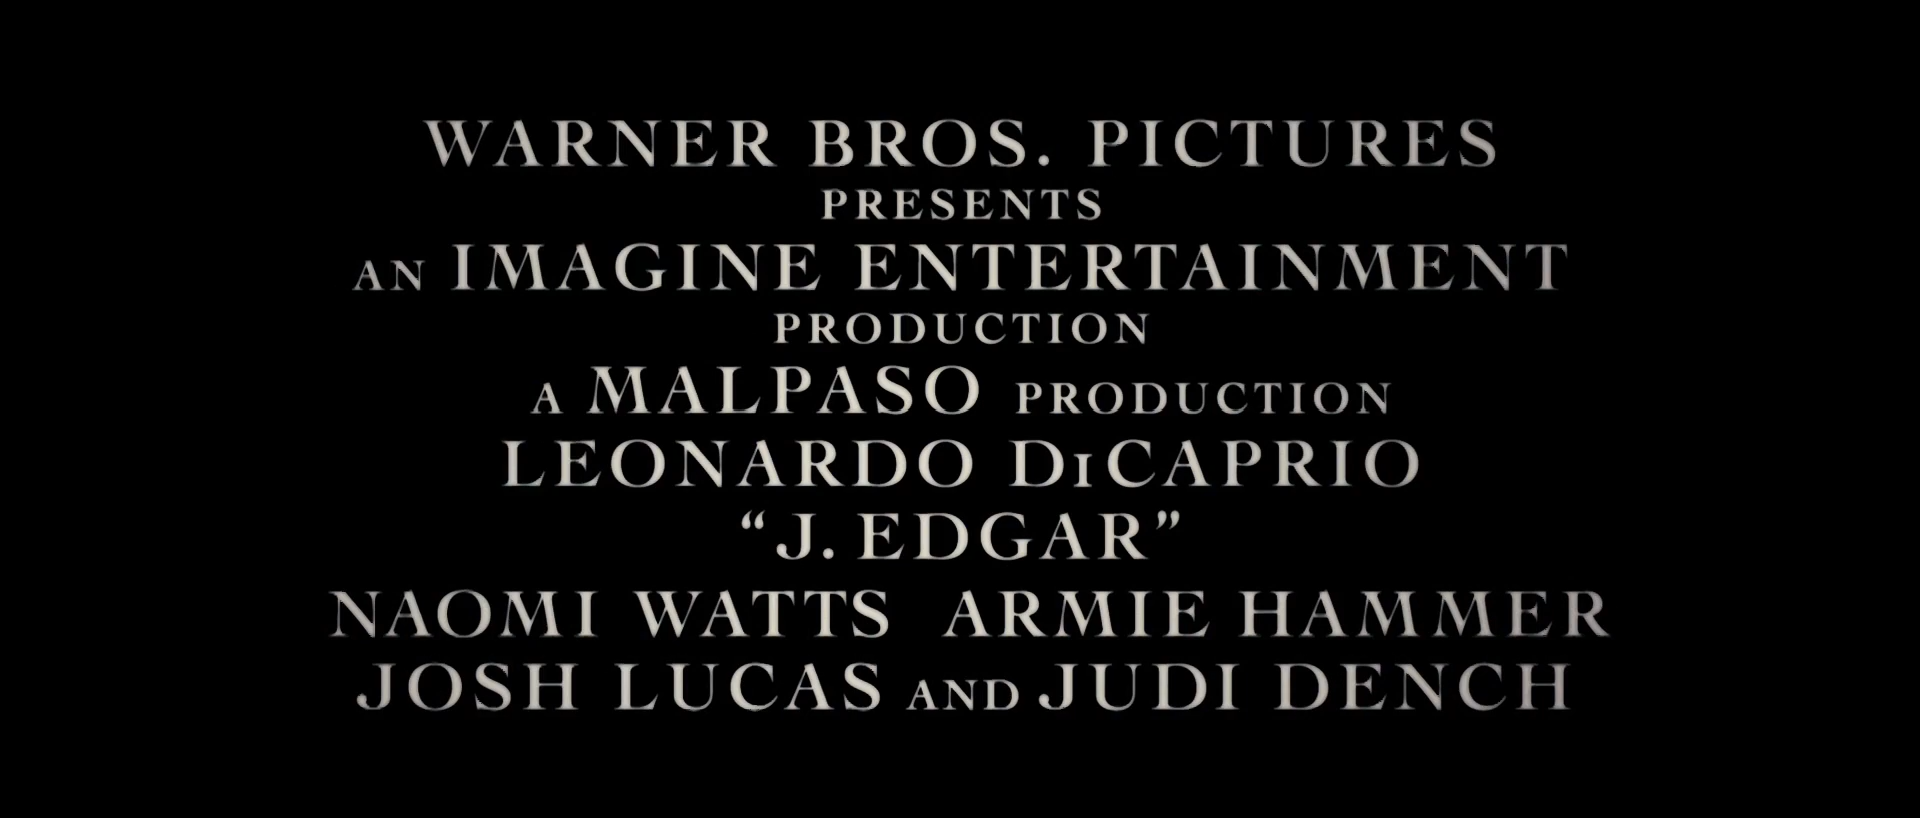 WARNER BROS. PICTURES
PRESENTS
AN IMAGINE ENTERTAINMENT
PRODUCTION
A MALPASO PRODUCTION
LEONARDO DiCAPRIO
“J. EDGAR”
NAOMI WATTS ARMIE HAMMER
JOSH LUCAS AND JUDI DENCH